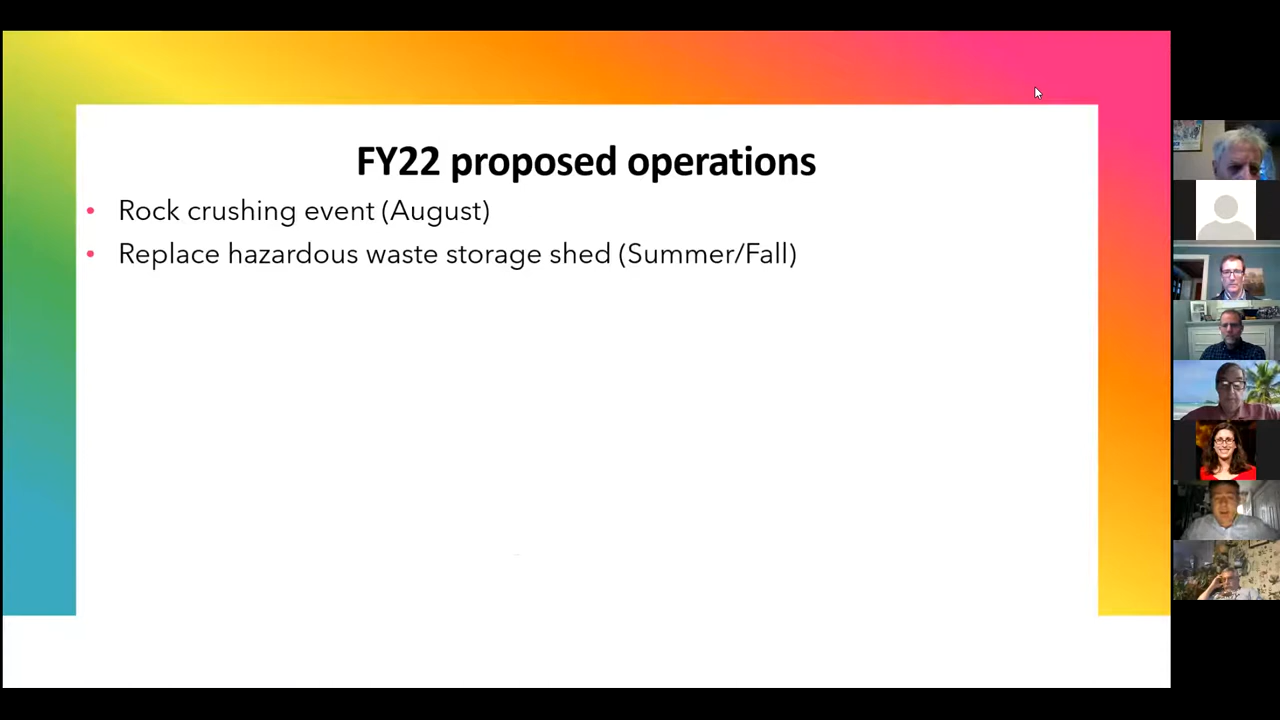 FY22 proposed operations
• Rock crushing event (August)
• Replace hazardous waste storage shed (Summer/Fall)